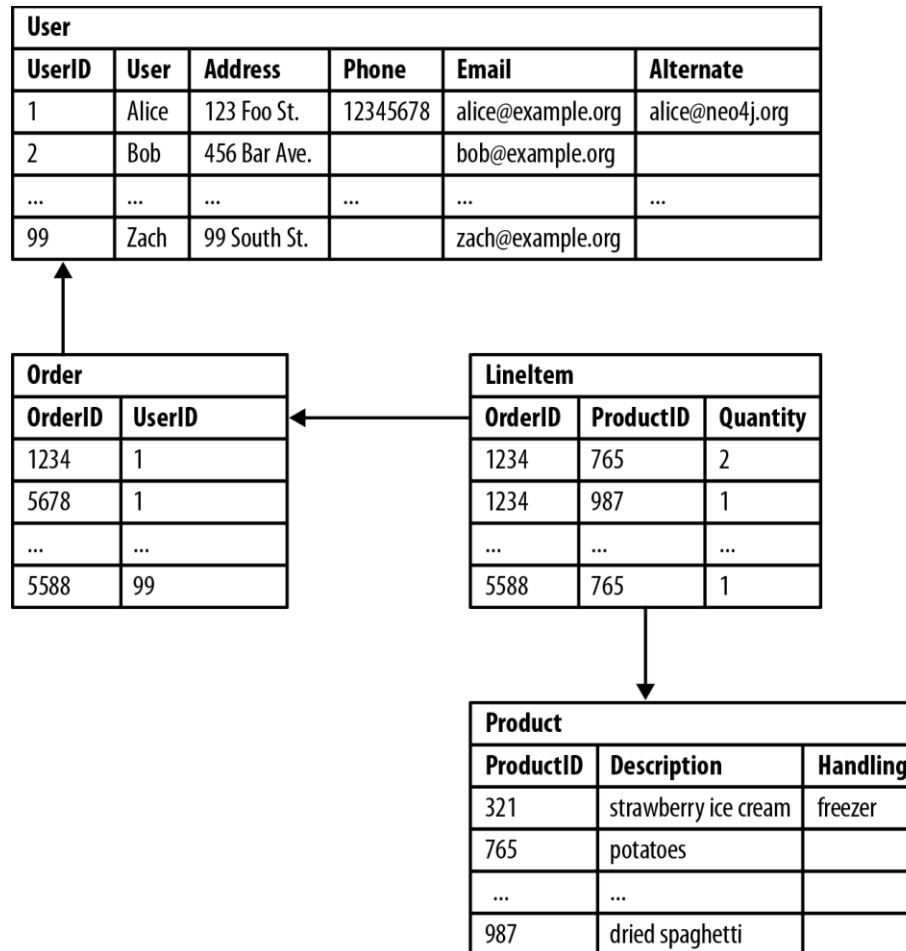 User
UserID User Address Phone Email Alternate
1 Alice 123 Foo St. 12345678 alice@example.org alice@neo4j.org
2 Bob 456 Bar Ave. bob@example.org
... ... ... ... ... ...
99 Zach 99 South St. zach@example.org
Order
OrderID UserID
1234 1
5678 1
... ...
5588 99
LineItem
OrderID ProductID Quantity
1234 765 2
1234 987 1
... ... ...
5588 765 1
Product
ProductID Description Handling
321 strawberry ice cream freezer
765 potatoes
... ...
987 dried spaghetti